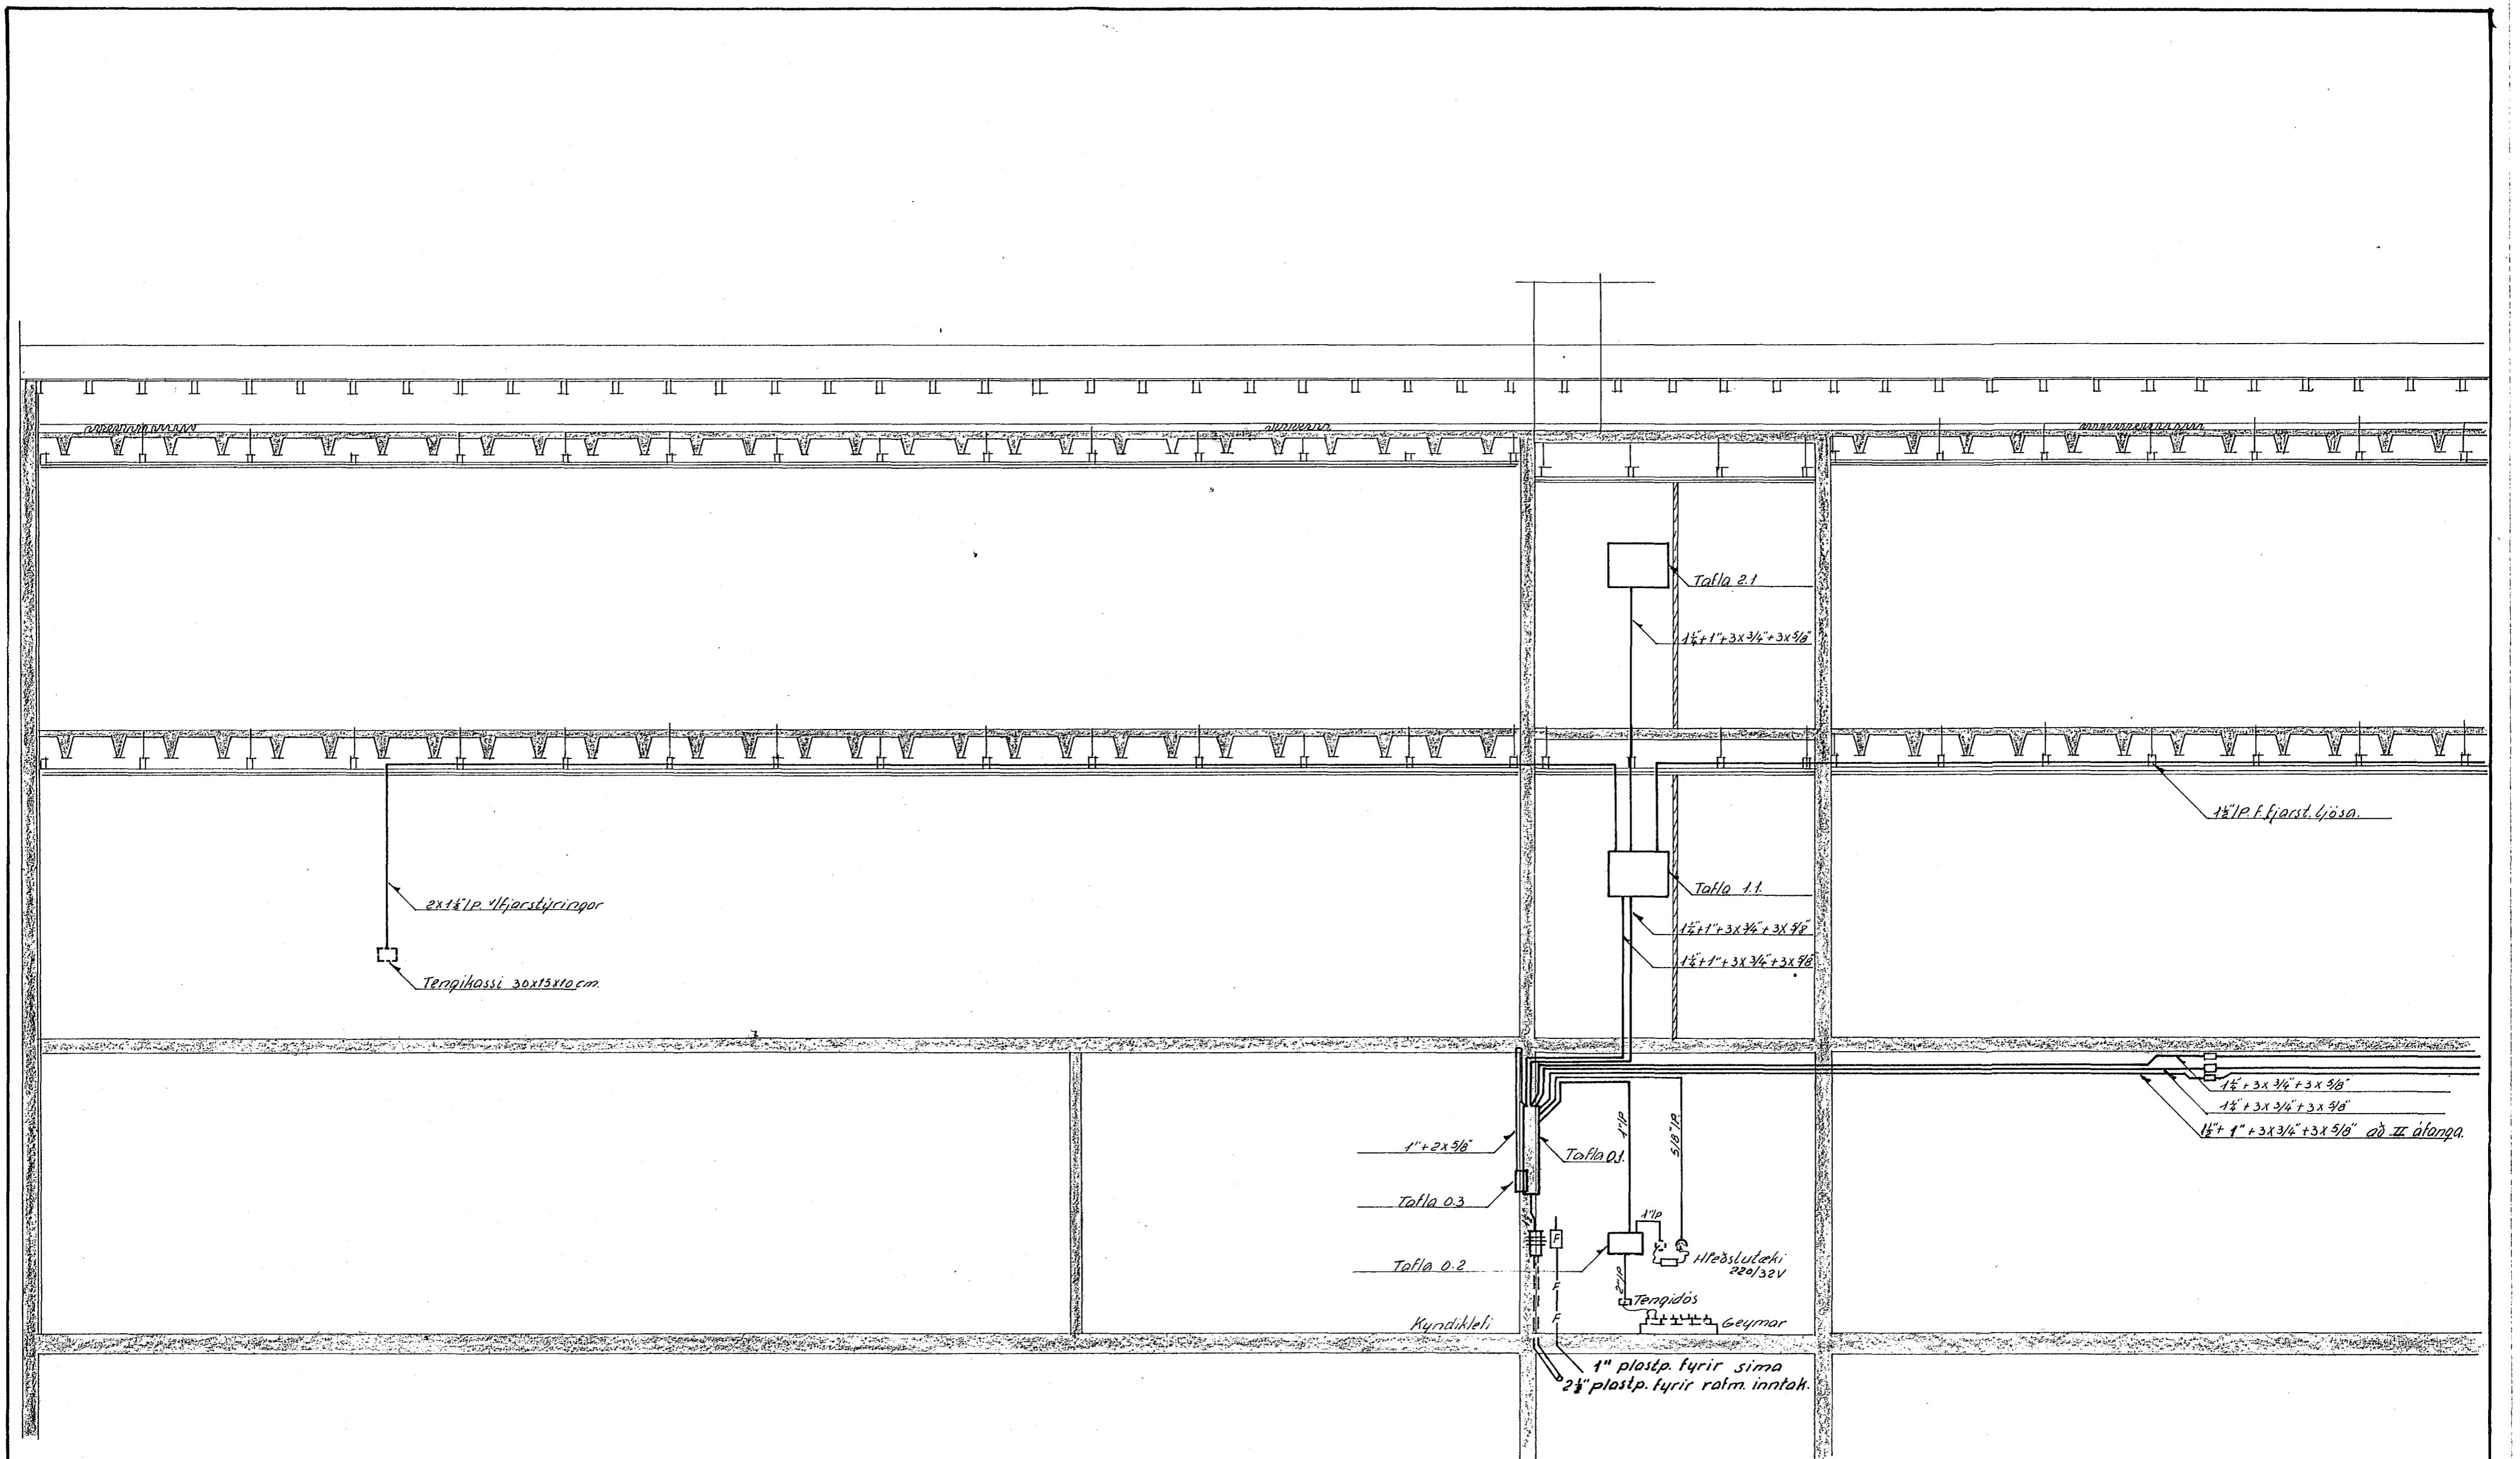 Tafla 2.1
1¼"+1"+3x3/4"+3x5/8"
1½"/P. f. fjarst. ljósa.
Tafla 1.1.
2x1½"/P. v/fjarstýringar
1¼"+1"+3x3/4"+3x5/8"
1¼"+1"+3x3/4"+3x5/8"
Tengikassi 30x15x10cm.
1¼"+3x3/4"+3x5/8"
1¼"+3x3/4"+3x5/8"
1½"+1"+3x3/4"+3x5/8" að II áfanga.
1"/P
5/8"/P
1"+2x5/8"
Tafla 0.1.
Tafla 0.3
1"/P
F
Tafla 0.2
Hleðslutæki
220/32V
2"/P
F
Tengidós
F
Kyndiklefi
Geymar
1" plastp. fyrir síma
2½" plastp. fyrir rafm. inntak.